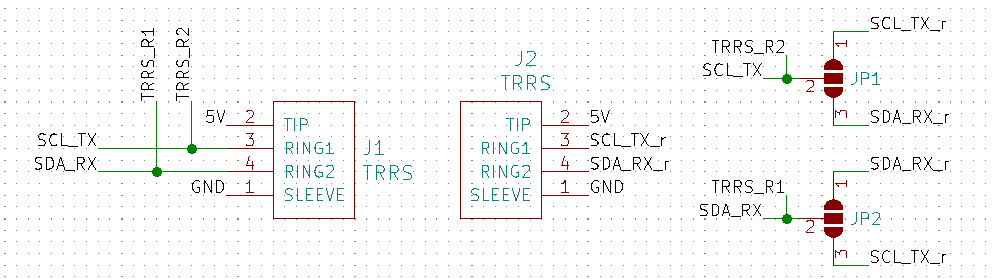 TRRS_R1
TRRS_R2
5V 2 TIP
SCL_TX 3 RING1
SDA_RX 4 RING2
GND 1 SLEEVE
J1
TRRS
J2
TRRS
TIP 2 5V
RING1 3 SCL_TX_r
RING2 4 SDA_RX_r
SLEEVE 1 GND
SCL_TX_r
1
TRRS_R2
SCL_TX
2
JP1
3
SDA_RX_r
SDA_RX_r
1
TRRS_R1
SDA_RX
2
JP2
3
SCL_TX_r